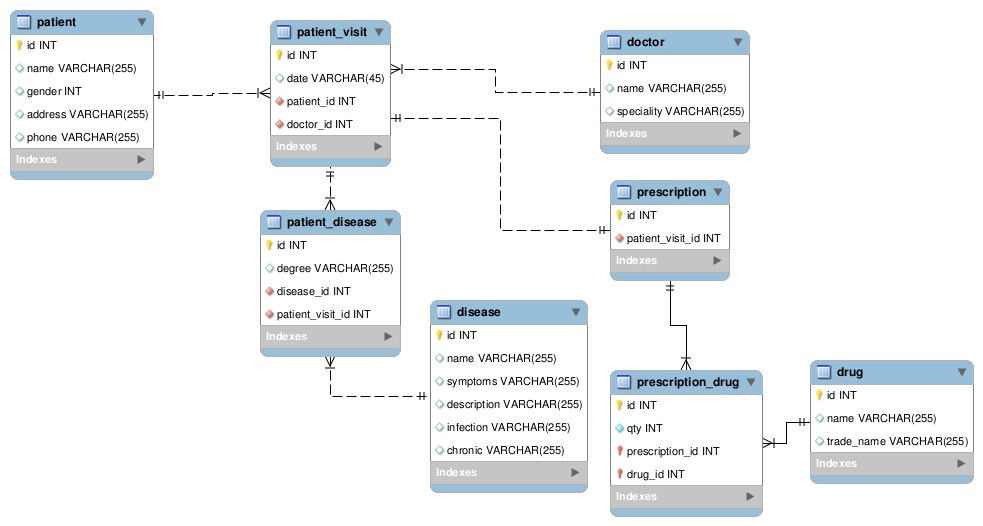 patient
id INT
name VARCHAR(255)
gender INT
address VARCHAR(255)
phone VARCHAR(255)
Indexes
patient_visit
id INT
date VARCHAR(45)
patient_id INT
doctor_id INT
Indexes
doctor
id INT
name VARCHAR(255)
speciality VARCHAR(255)
Indexes
prescription
id INT
patient_visit_id INT
Indexes
patient_disease
id INT
degree VARCHAR(255)
disease_id INT
patient_visit_id INT
Indexes
disease
id INT
name VARCHAR(255)
symptoms VARCHAR(255)
description VARCHAR(255)
infection VARCHAR(255)
chronic VARCHAR(255)
Indexes
prescription_drug
id INT
qty INT
prescription_id INT
drug_id INT
Indexes
drug
id INT
name VARCHAR(255)
trade_name VARCHAR(255)
Indexes